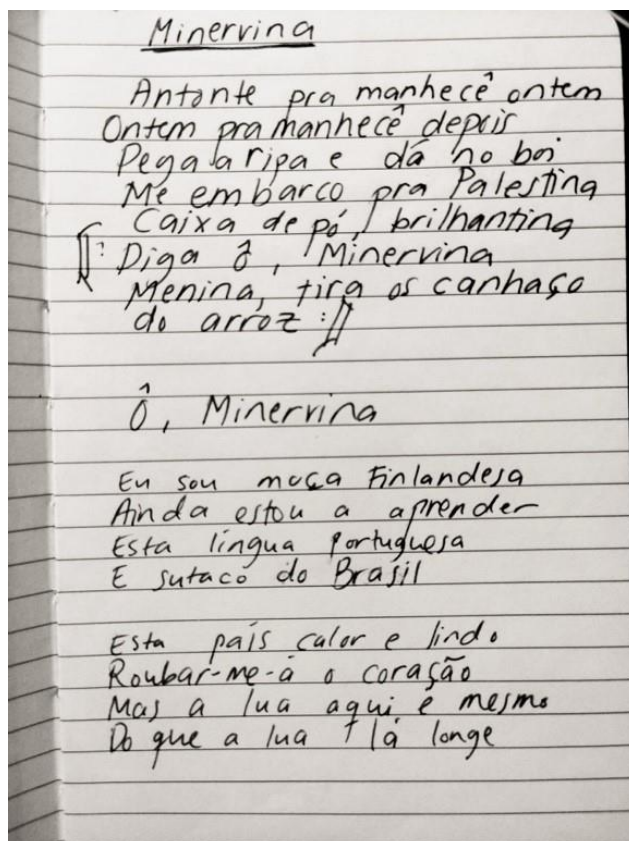 Minervina
Antonte pra manhecê ontem
Ontem pra manhecê depois
Pega a ripa e dá no boi
Me embarco pra Palestina
Caixa de pó, brilhantina
‖: Diga ô, Minervina
Menina, tira os canhaço
do arroz :‖
Ô, Minervina
Eu sou moça Finlandesa
Ainda estou a aprender
Esta língua portuguesa
E sutaco do Brasil
Esta país calor e lindo
Roubar-me-á o coração
Mas a lua aqui é mesmo
Do que a lua lá longe